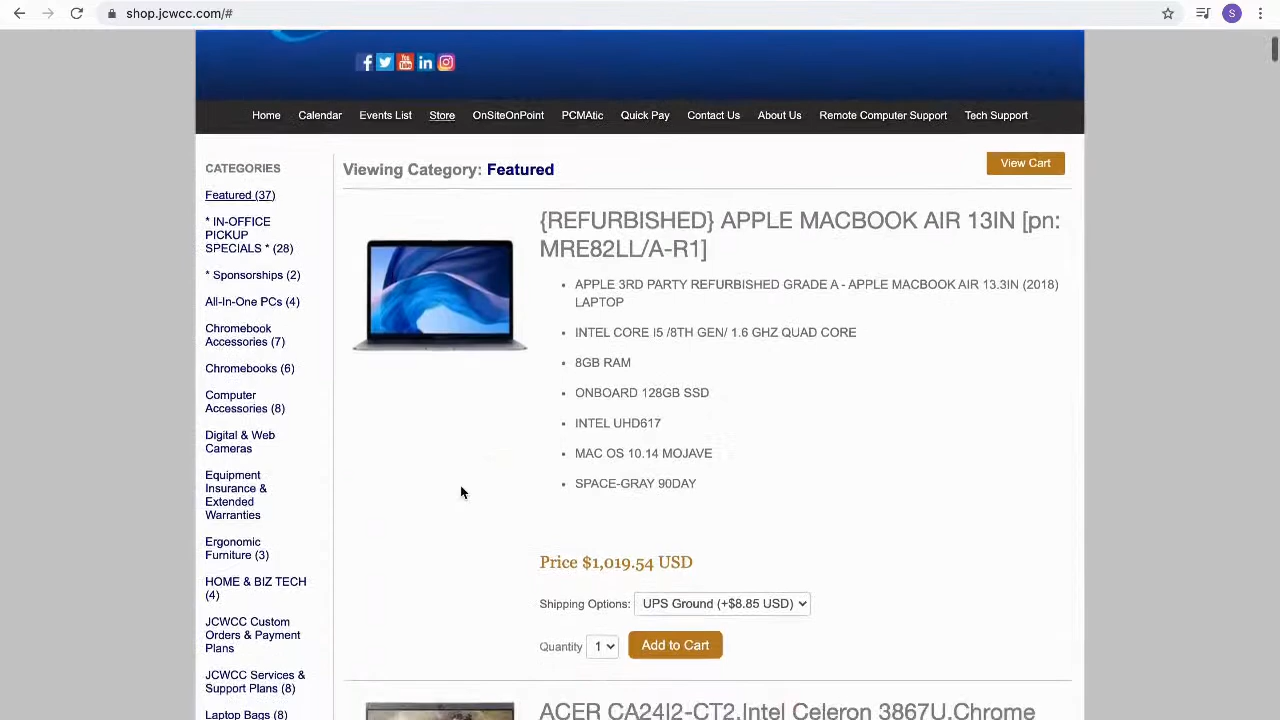 shop.jcwcc.com/#
S
Home Calendar Events List Store OnSiteOnPoint PCMAtic Quick Pay Contact Us About Us Remote Computer Support Tech Support
CATEGORIES
Featured (37)
* IN-OFFICE
PICKUP
SPECIALS * (28)
* Sponsorships (2)
All-In-One PCs (4)
Chromebook
Accessories (7)
Chromebooks (6)
Computer
Accessories (8)
Digital & Web
Cameras
Equipment
Insurance &
Extended
Warranties
Ergonomic
Furniture (3)
HOME & BIZ TECH
(4)
JCWCC Custom
Orders & Payment
Plans
JCWCC Services &
Support Plans (8)
Laptop Bags (8)
Viewing Category: Featured
View Cart
{REFURBISHED} APPLE MACBOOK AIR 13IN [pn:
MRE82LL/A-R1]
• APPLE 3RD PARTY REFURBISHED GRADE A - APPLE MACBOOK AIR 13.3IN (2018)
LAPTOP
• INTEL CORE I5 /8TH GEN/ 1.6 GHZ QUAD CORE
• 8GB RAM
• ONBOARD 128GB SSD
• INTEL UHD617
• MAC OS 10.14 MOJAVE
• SPACE-GRAY 90DAY
Price $1,019.54 USD
Shipping Options: UPS Ground (+$8.85 USD)
Quantity 1 Add to Cart
ACER CA24I2-CT2,Intel Celeron 3867U,Chrome